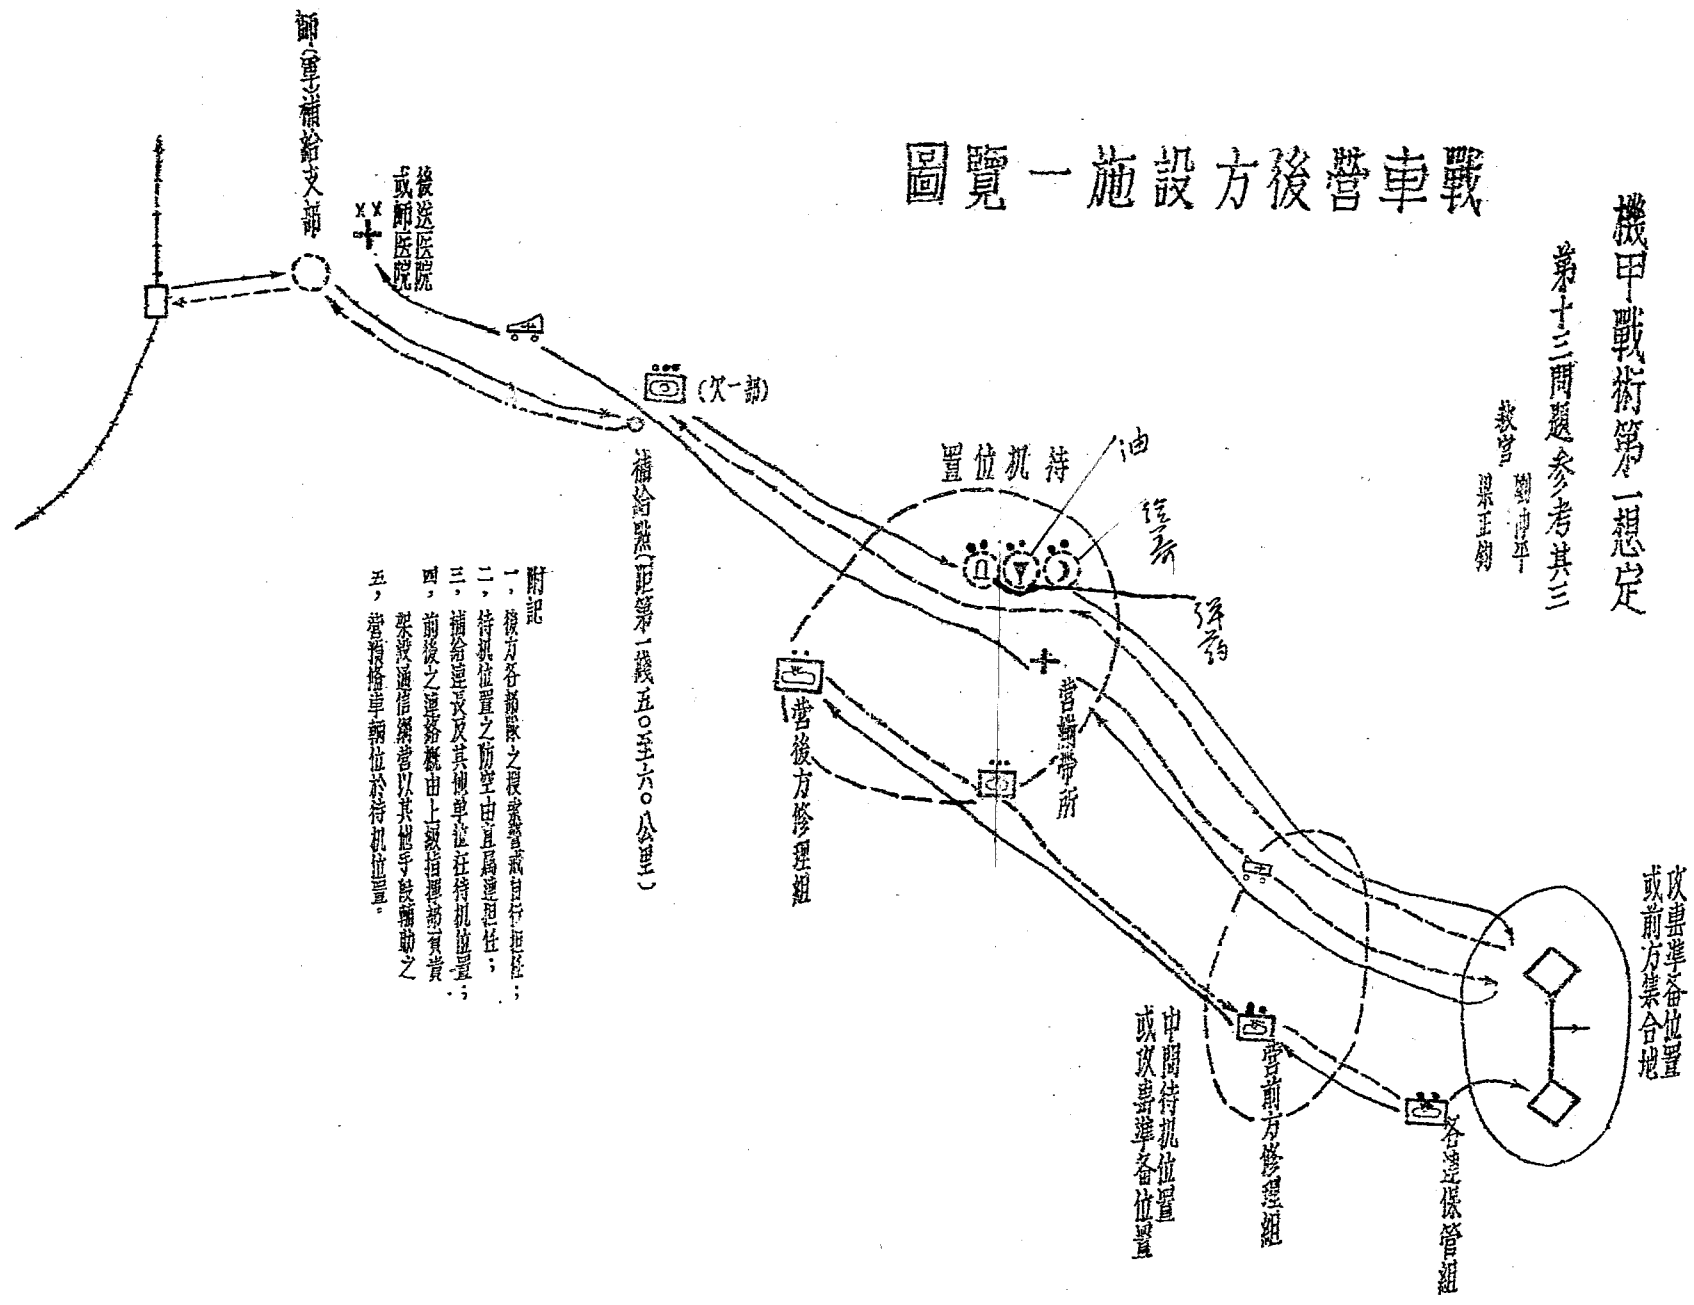 機甲戰術第一想定
第十三問題參考其三
教官
劉帥平
梁玉鈞
戰車營後方設施一覽圖
攻擊準备位置
或前方集合地
各連保管組
營前方修理組
中間待机位置
或攻擊準备位置
待机位置
油
弹药
營繃帶所
營後方修理組
(欠一部)
補給點(距第一綫五〇至六〇公里)
後送医院
或師医院
師(軍)補給支部
附記
一，後方各部隊之搜索警戒自行担任；
二，待机位置之防空由直属連担任；
三，補給連長及其他單位在待机位置；
四，前後之連絡概由上級指揮部負責
架設通信網營以其他手段輔助之
五，營預備車輛位於待机位置。